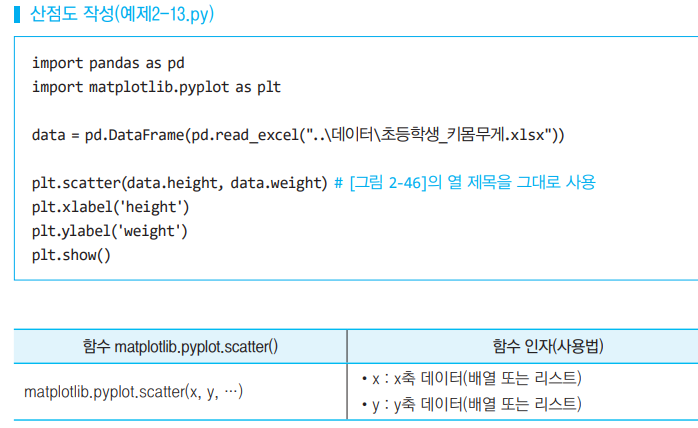 산점도 작성(예제2-13.py)
import pandas as pd
import matplotlib.pyplot as plt
data = pd.DataFrame(pd.read_excel("..\데이터\초등학생_키몸무게.xlsx"))
plt.scatter(data.height, data.weight) # [그림 2-46]의 열 제목을 그대로 사용
plt.xlabel('height')
plt.ylabel('weight')
plt.show()
함수 matplotlib.pyplot.scatter() 함수 인자(사용법)
matplotlib.pyplot.scatter(x, y, …)
• x : x축 데이터(배열 또는 리스트)
• y : y축 데이터(배열 또는 리스트)